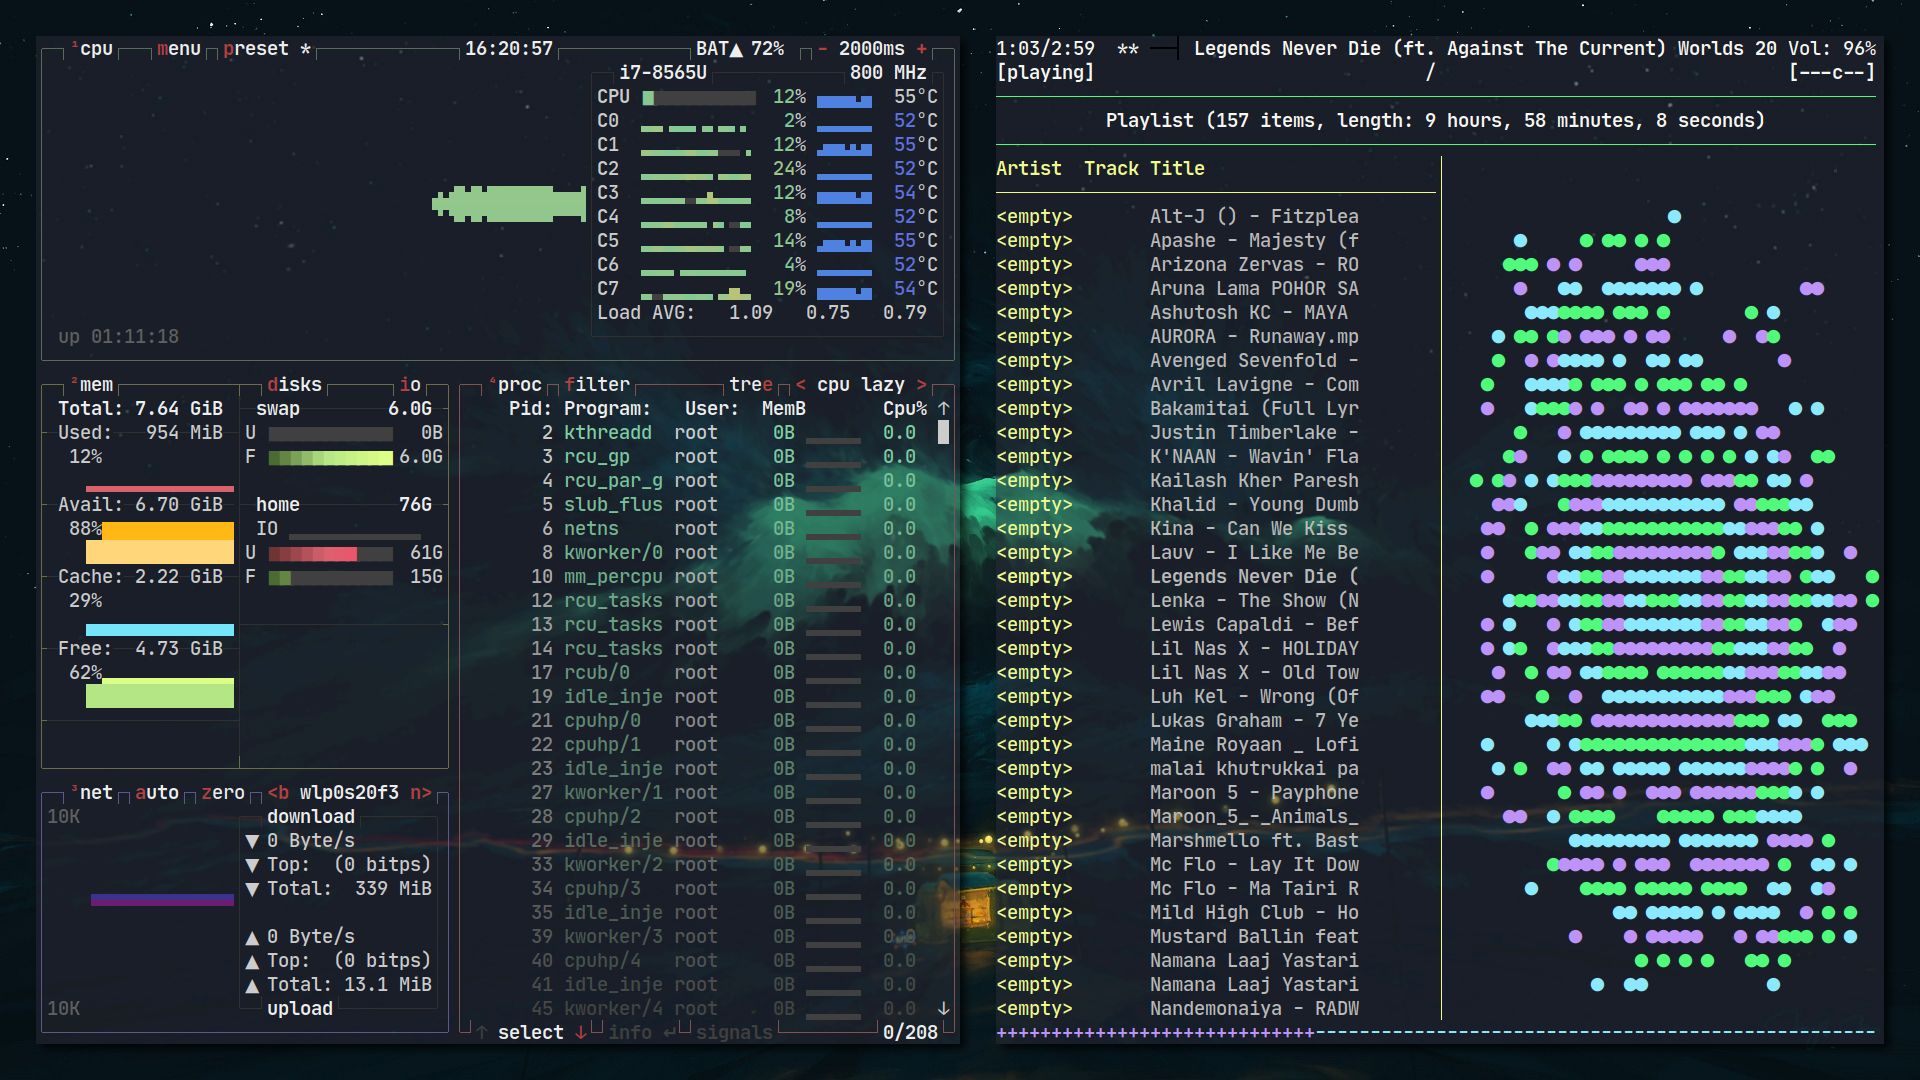 ¹cpu menu preset * 16:20:57 BAT▲ 72% - 2000ms +
i7-8565U 800 MHz
CPU 12% 55°C
C0 2% 52°C
C1 12% 55°C
C2 24% 52°C
C3 12% 54°C
C4 8% 52°C
C5 14% 55°C
C6 4% 52°C
C7 19% 54°C
Load AVG: 1.09 0.75 0.79
up 01:11:18
²mem disks io
Total: 7.64 GiB
Used: 954 MiB
12%
Avail: 6.70 GiB
88%
Cache: 2.22 GiB
29%
Free: 4.73 GiB
62%
swap 6.0G
U 0B
F 6.0G
home 76G
IO
U 61G
F 15G
³net auto zero <b wlp0s20f3 n>
10K
10K
download
▼ 0 Byte/s
▼ Top: (0 bitps)
▼ Total: 339 MiB
▲ 0 Byte/s
▲ Top: (0 bitps)
▲ Total: 13.1 MiB
upload
⁴proc filter tree < cpu lazy >
Pid: Program: User: MemB Cpu% ↑
2 kthreadd root 0B 0.0
3 rcu_gp root 0B 0.0
4 rcu_par_g root 0B 0.0
5 slub_flus root 0B 0.0
6 netns root 0B 0.0
8 kworker/0 root 0B 0.0
10 mm_percpu root 0B 0.0
12 rcu_tasks root 0B 0.0
13 rcu_tasks root 0B 0.0
14 rcu_tasks root 0B 0.0
17 rcub/0 root 0B 0.0
19 idle_inje root 0B 0.0
21 cpuhp/0 root 0B 0.0
22 cpuhp/1 root 0B 0.0
23 idle_inje root 0B 0.0
27 kworker/1 root 0B 0.0
28 cpuhp/2 root 0B 0.0
29 idle_inje root 0B 0.0
33 kworker/2 root 0B 0.0
34 cpuhp/3 root 0B 0.0
35 idle_inje root 0B 0.0
39 kworker/3 root 0B 0.0
40 cpuhp/4 root 0B 0.0
41 idle_inje root 0B 0.0
45 kworker/4 root 0B 0.0 ↓
↑ select ↓ info ↵ signals 0/208
1:03/2:59 ** Legends Never Die (ft. Against The Current) Worlds 20 Vol: 96%
[playing] / [---c--]
Playlist (157 items, length: 9 hours, 58 minutes, 8 seconds)
Artist Track Title
<empty> Alt-J () - Fitzplea
<empty> Apashe - Majesty (f
<empty> Arizona Zervas - RO
<empty> Aruna Lama POHOR SA
<empty> Ashutosh KC - MAYA
<empty> AURORA - Runaway.mp
<empty> Avenged Sevenfold -
<empty> Avril Lavigne - Com
<empty> Bakamitai (Full Lyr
<empty> Justin Timberlake -
<empty> K'NAAN - Wavin' Fla
<empty> Kailash Kher Paresh
<empty> Khalid - Young Dumb
<empty> Kina - Can We Kiss
<empty> Lauv - I Like Me Be
<empty> Legends Never Die (
<empty> Lenka - The Show (N
<empty> Lewis Capaldi - Bef
<empty> Lil Nas X - HOLIDAY
<empty> Lil Nas X - Old Tow
<empty> Luh Kel - Wrong (Of
<empty> Lukas Graham - 7 Ye
<empty> Maine Royaan _ Lofi
<empty> malai khutrukkai pa
<empty> Maroon 5 - Payphone
<empty> Maroon_5_-_Animals_
<empty> Marshmello ft. Bast
<empty> Mc Flo - Lay It Dow
<empty> Mc Flo - Ma Tairi R
<empty> Mild High Club - Ho
<empty> Mustard Ballin feat
<empty> Namana Laaj Yastari
<empty> Namana Laaj Yastari
<empty> Nandemonaiya - RADW